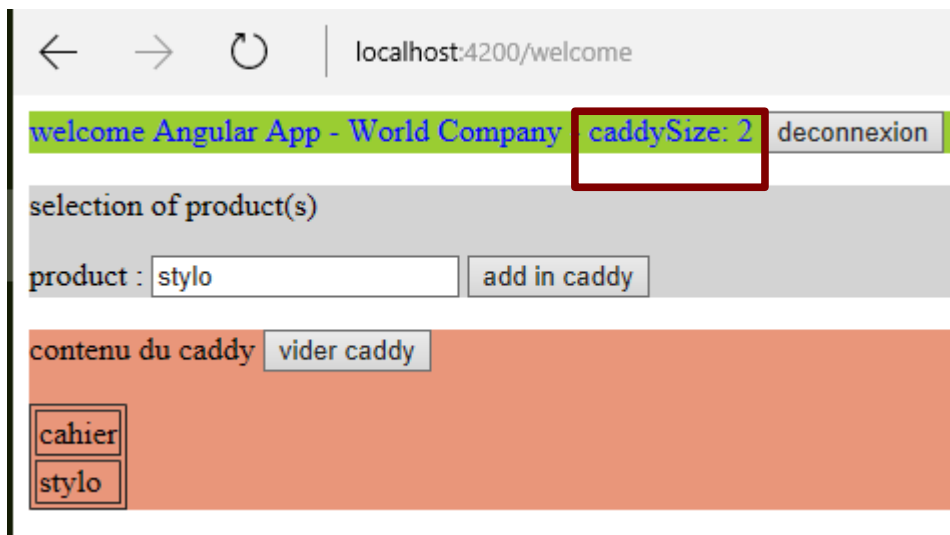 localhost:4200/welcome
welcome Angular App - World Company - caddySize: 2 deconnexion
selection of product(s)
product : stylo add in caddy
contenu du caddy vider caddy
cahier
stylo